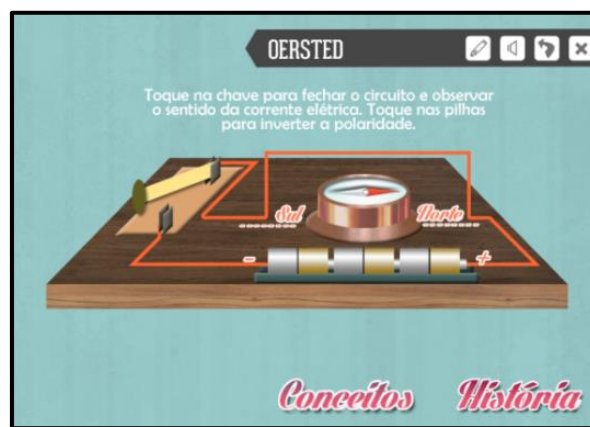 OERSTED
Toque na chave para fechar o circuito e observar
o sentido da corrente elétrica. Toque nas pilhas
para inverter a polaridade.
Sul
Norte
-
+
Conceitos
História